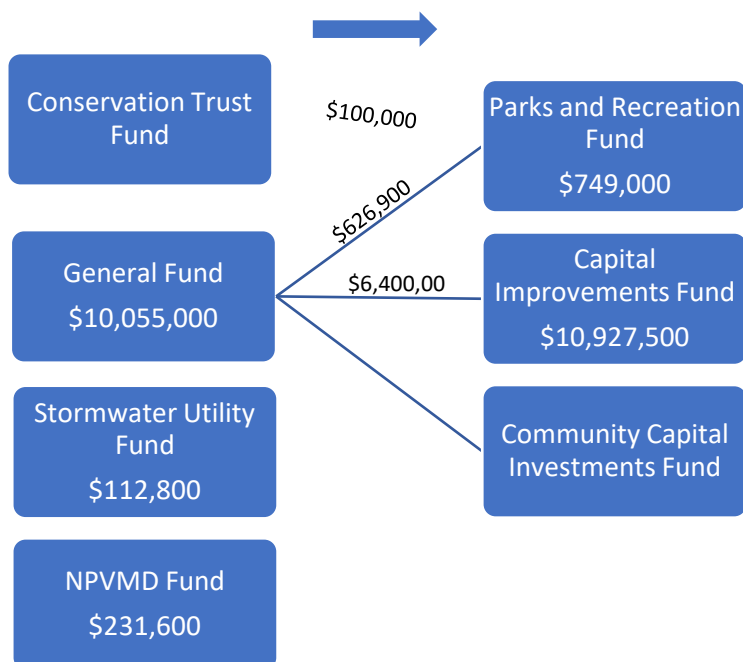 Conservation Trust
Fund
$100,000
Parks and Recreation
Fund
$749,000
$626,900
General Fund
$10,055,000
$6,400,00
Capital
Improvements Fund
$10,927,500
Stormwater Utility
Fund
$112,800
Community Capital
Investments Fund
NPVMD Fund
$231,600